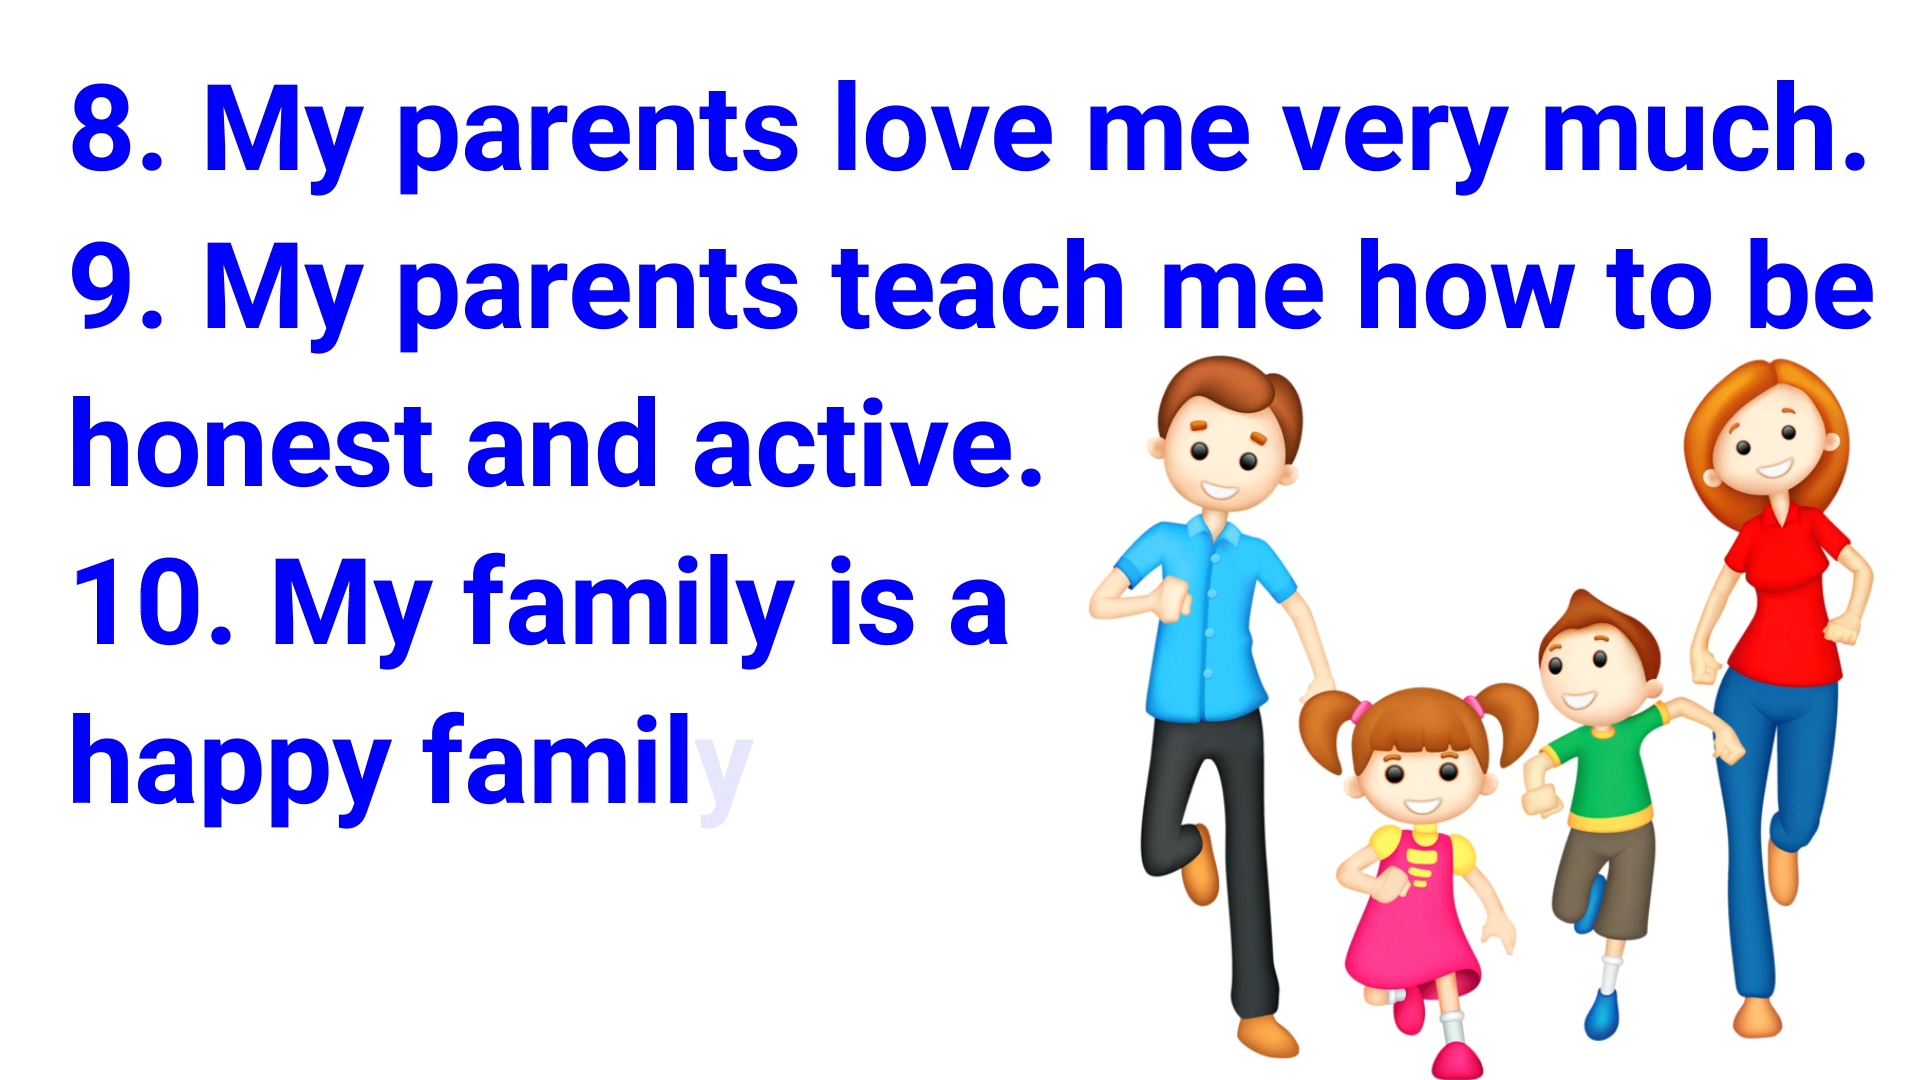 8. My parents love me very much.
9. My parents teach me how to be
honest and active.
10. My family is a
happy family